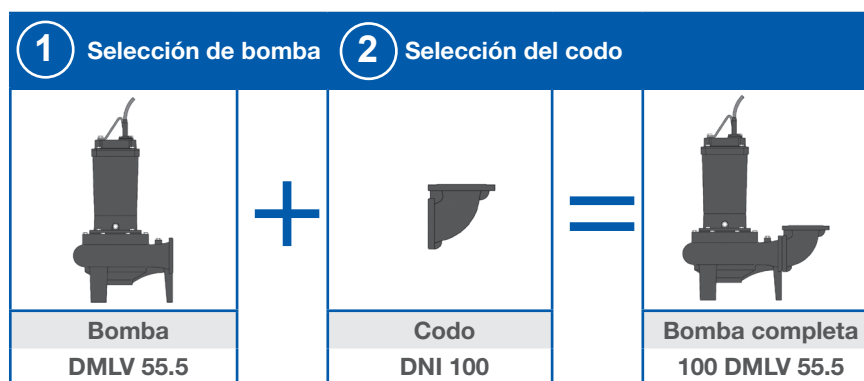 1 Selección de bomba 2 Selección del codo
+ =
Bomba Codo Bomba completa
DMLV 55.5 DNI 100 100 DMLV 55.5